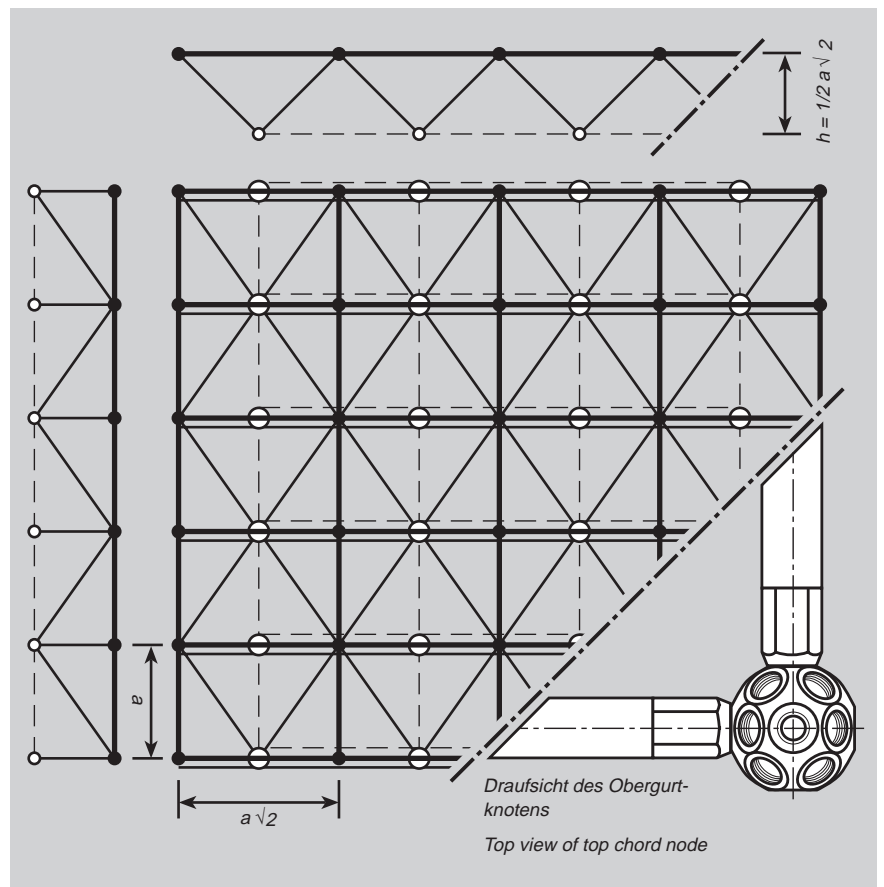 h = 1/2 a √ 2
a
a √2
Draufsicht des Obergurt-
knotens
Top view of top chord node